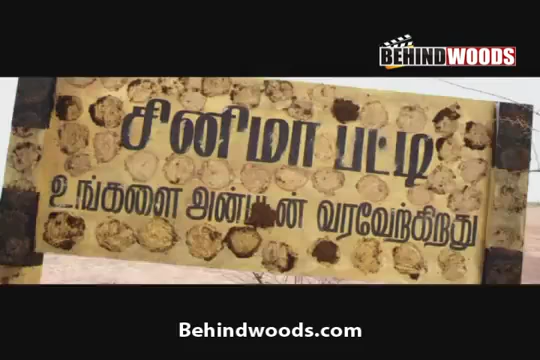 BEHINDWOODS
சினிமா பட்டி
உங்களை அன்புடன் வரவேற்கிறது
Behindwoods.com